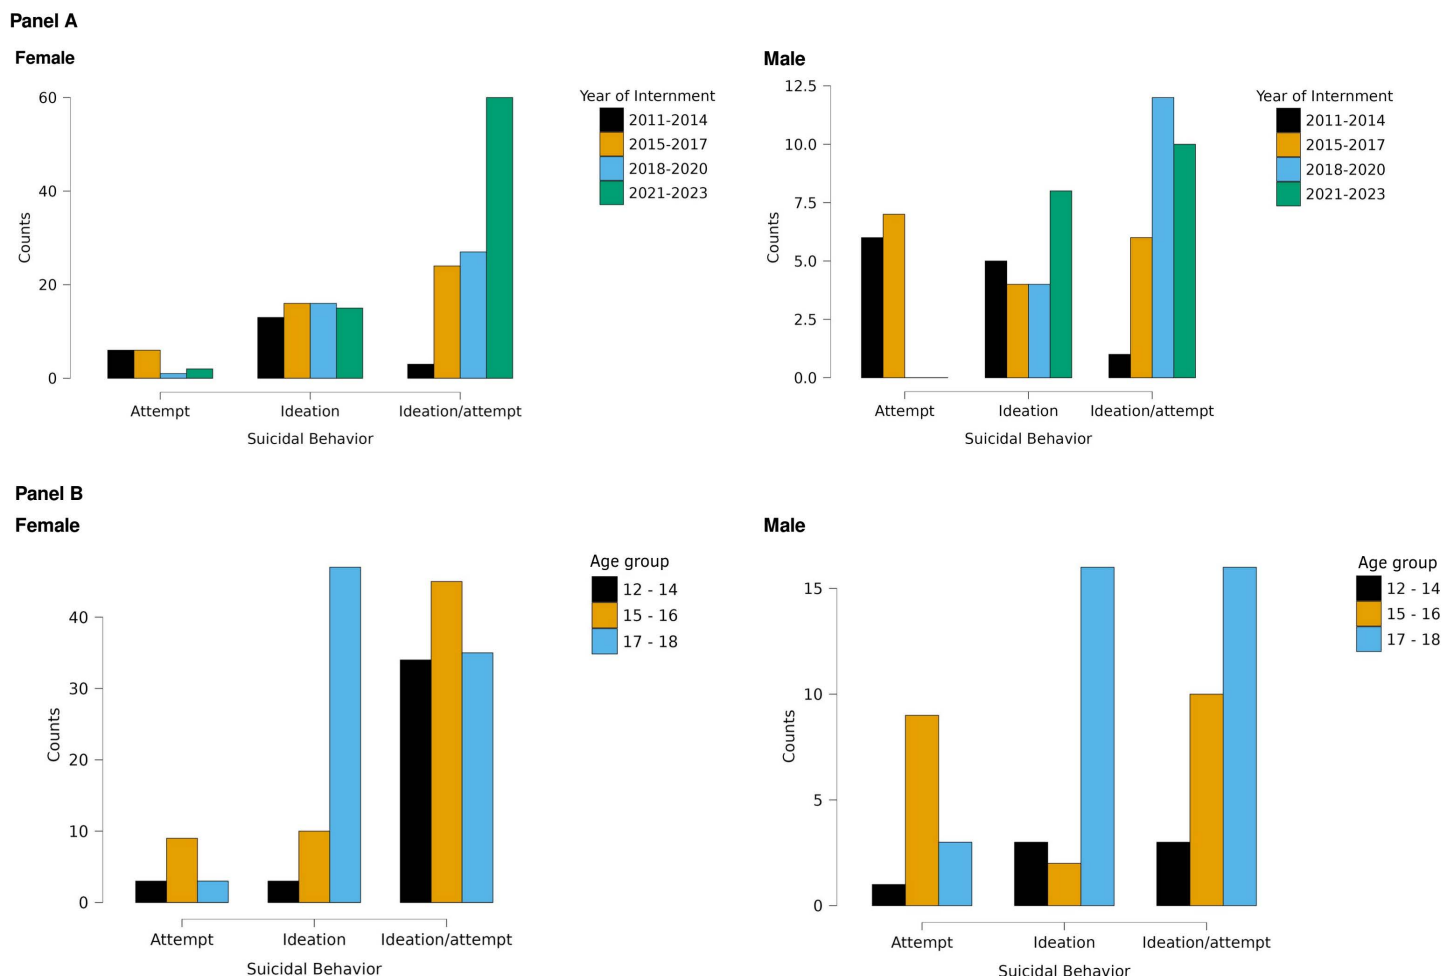 Panel A
Female
60
40
20
0
Counts
Attempt
Ideation
Ideation/attempt
Suicidal Behavior
Year of Internment
2011-2014
2015-2017
2018-2020
2021-2023
Male
12.5
10.0
7.5
5.0
2.5
0.0
Counts
Attempt
Ideation
Ideation/attempt
Suicidal Behavior
Year of Internment
2011-2014
2015-2017
2018-2020
2021-2023
Panel B
Female
40
30
20
10
0
Counts
Attempt
Ideation
Ideation/attempt
Suicidal Behavior
Age group
12 - 14
15 - 16
17 - 18
Male
15
10
5
0
Counts
Attempt
Ideation
Ideation/attempt
Suicidal Behavior
Age group
12 - 14
15 - 16
17 - 18